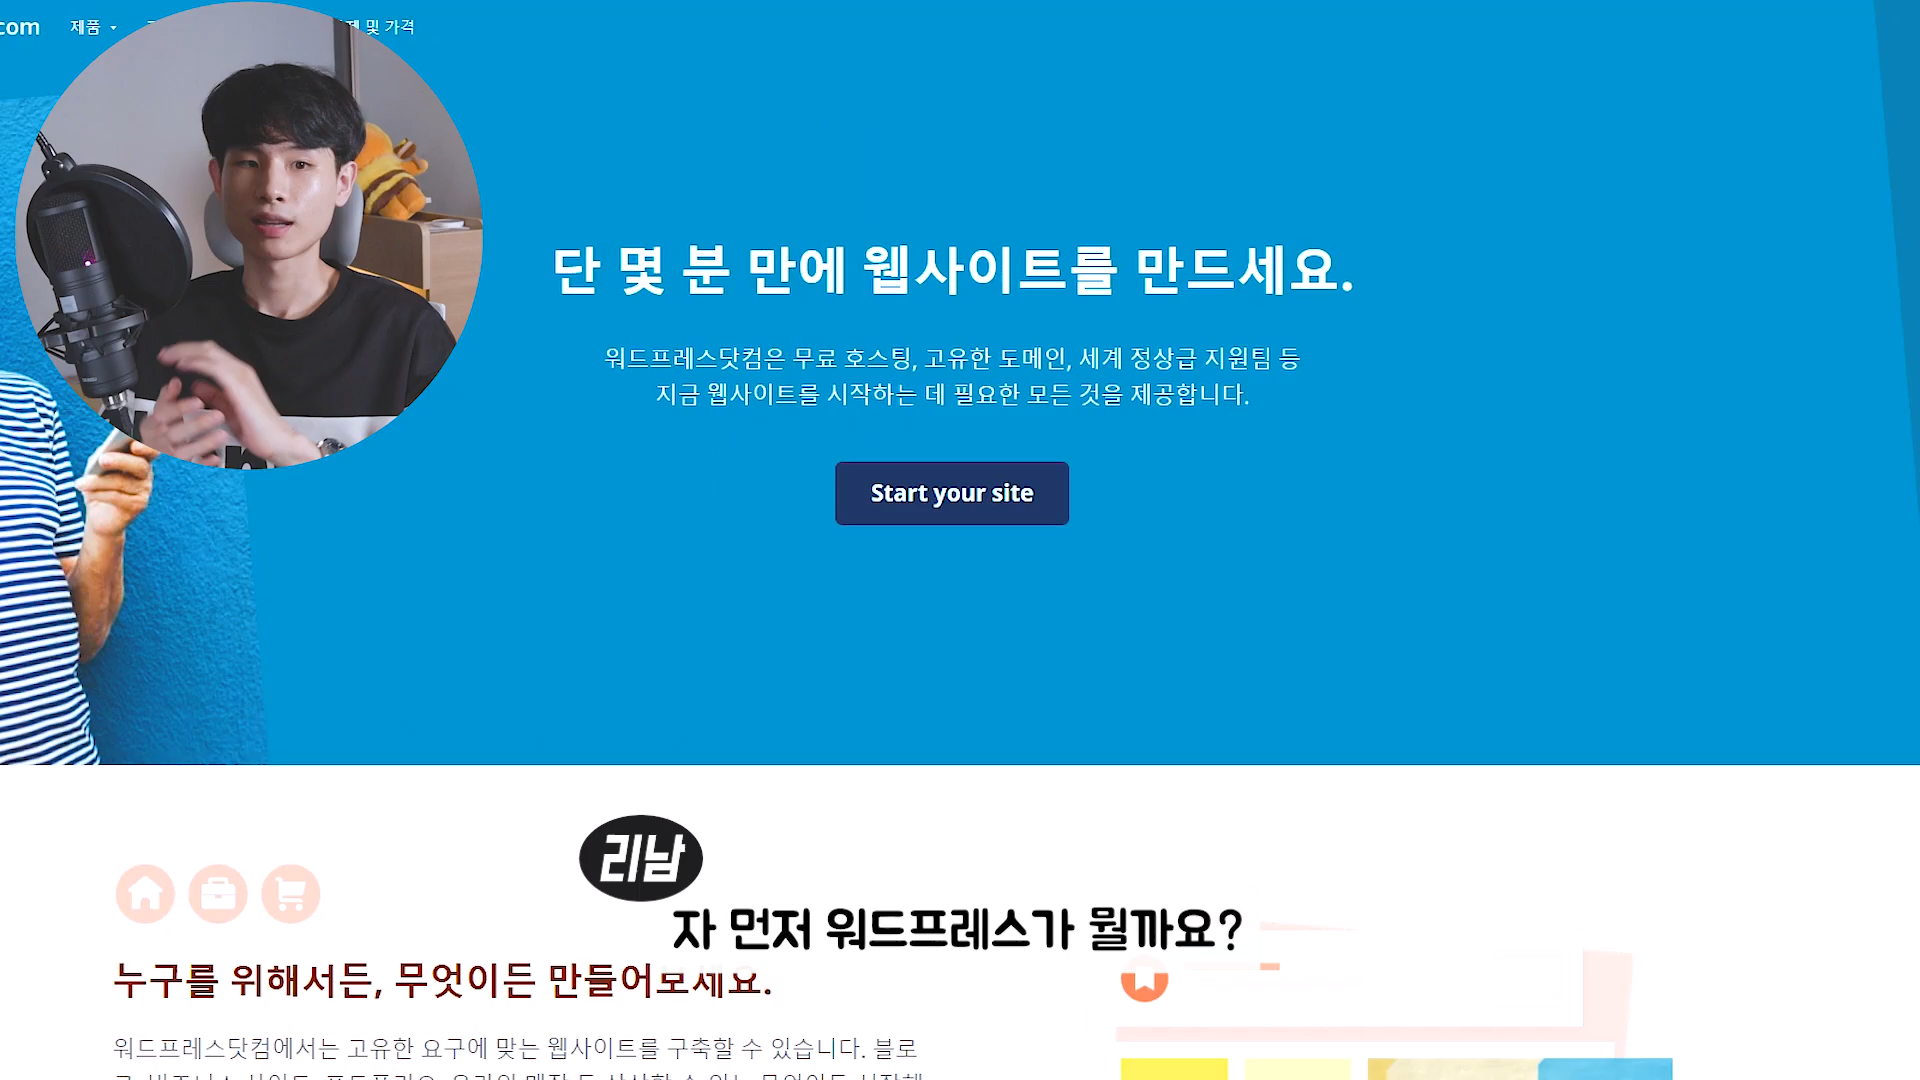 com 제품 및 가격
단 몇 분 만에 웹사이트를 만드세요.
워드프레스닷컴은 무료 호스팅, 고유한 도메인, 세계 정상급 지원팀 등
지금 웹사이트를 시작하는 데 필요한 모든 것을 제공합니다.
Start your site
리남
자 먼저 워드프레스가 뭘까요?
누구를 위해서든, 무엇이든 만들어보세요.
워드프레스닷컴에서는 고유한 요구에 맞는 웹사이트를 구축할 수 있습니다. 블로